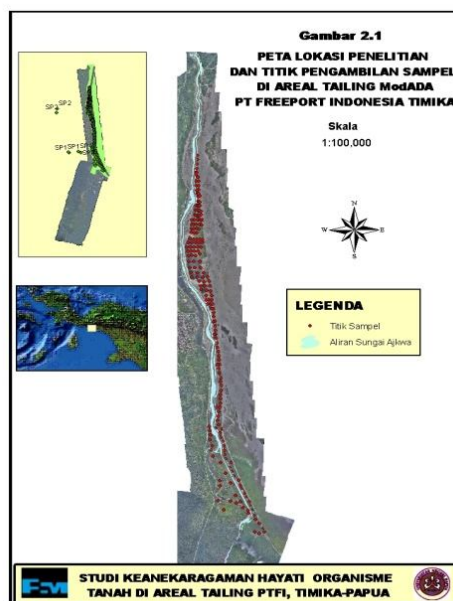 Gambar 2.1
PETA LOKASI PENELITIAN
DAN TITIK PENGAMBILAN SAMPEL
DI AREAL TAILING ModADA
PT FREEPORT INDONESIA TIMIKA
Skala
1:100,000
SP2
N
W
E
S
LEGENDA
Titik Sampel
Aliran Sungai Ajkwa
STUDI KEANEKARAGAMAN HAYATI ORGANISME
TANAH DI AREAL TAILING PTFI, TIMIKA-PAPUA